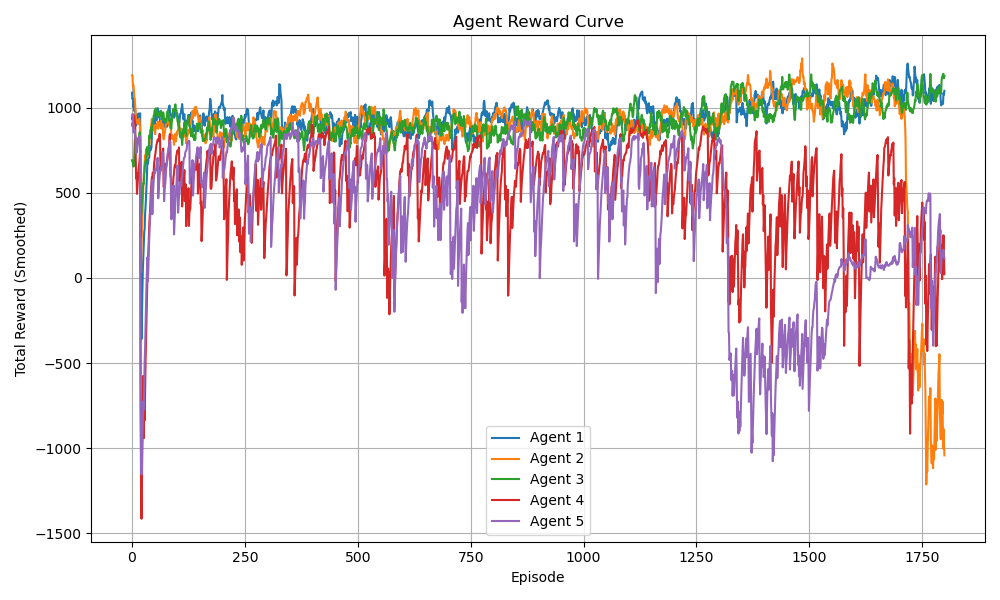 Agent Reward Curve
Total Reward (Smoothed)
1000
500
0
−500
−1000
−1500
0
250
500
750
1000
1250
1500
1750
Episode
Agent 1
Agent 2
Agent 3
Agent 4
Agent 5